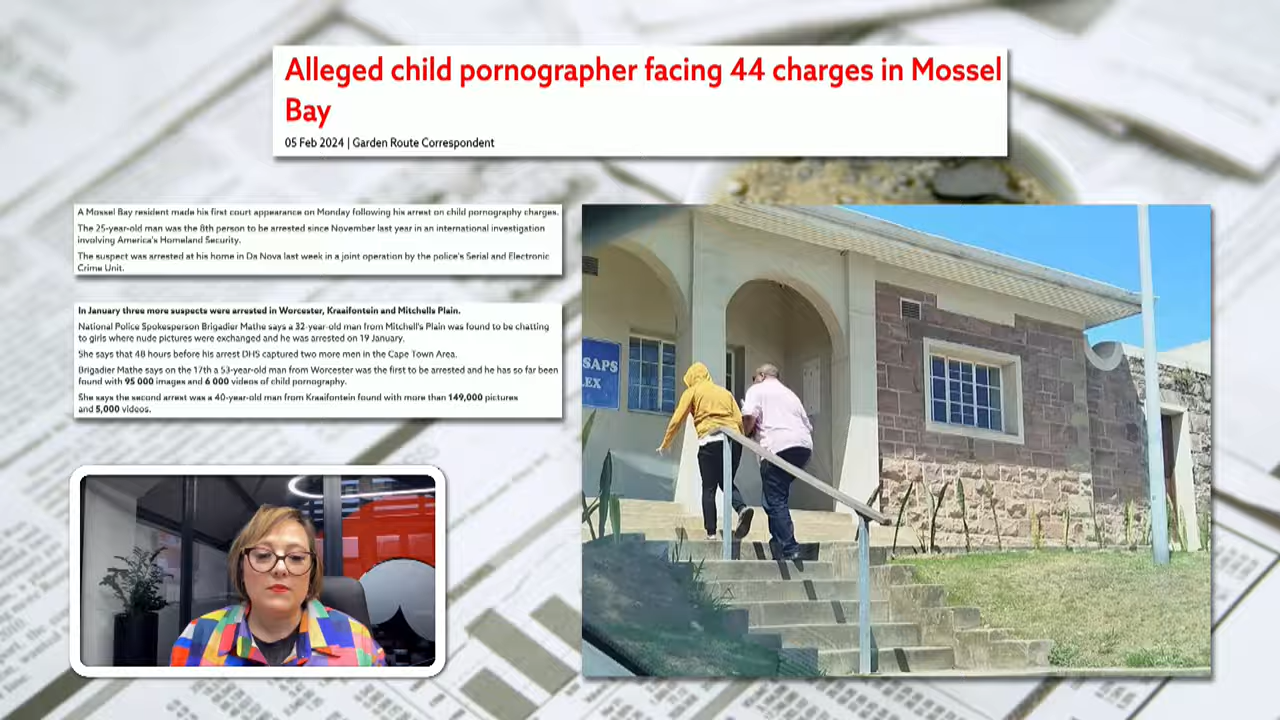 Alleged child pornographer facing 44 charges in Mossel
Bay
05 Feb 2024 | Garden Route Correspondent
A Mossel Bay resident made his first court appearance on Monday following his arrest on child pornography charges.
The 25-year-old man was the 8th person to be arrested since November last year in an international investigation
involving America's Homeland Security.
The suspect was arrested at his home in Da Nova last week in a joint operation by the police's Serial and Electronic
Crime Unit.
In January three more suspects were arrested in Worcester, Kraaifontein and Mitchells Plain.
National Police Spokesperson Brigadier Mathe says a 32-year-old man from Mitchell's Plain was found to be chatting
to girls where nude pictures were exchanged and he was arrested on 19 January.
She says that 48 hours before his arrest DHS captured two more men in the Cape Town Area.
Brigadier Mathe says on the 17th a 53-year-old man from Worcester was the first to be arrested and he has so far been
found with 95 000 images and 6 000 videos of child pornography.
She says the second arrest was a 40-year-old man from Kraaifontein found with more than 149,000 pictures
and 5,000 videos.
SAPS
LEX